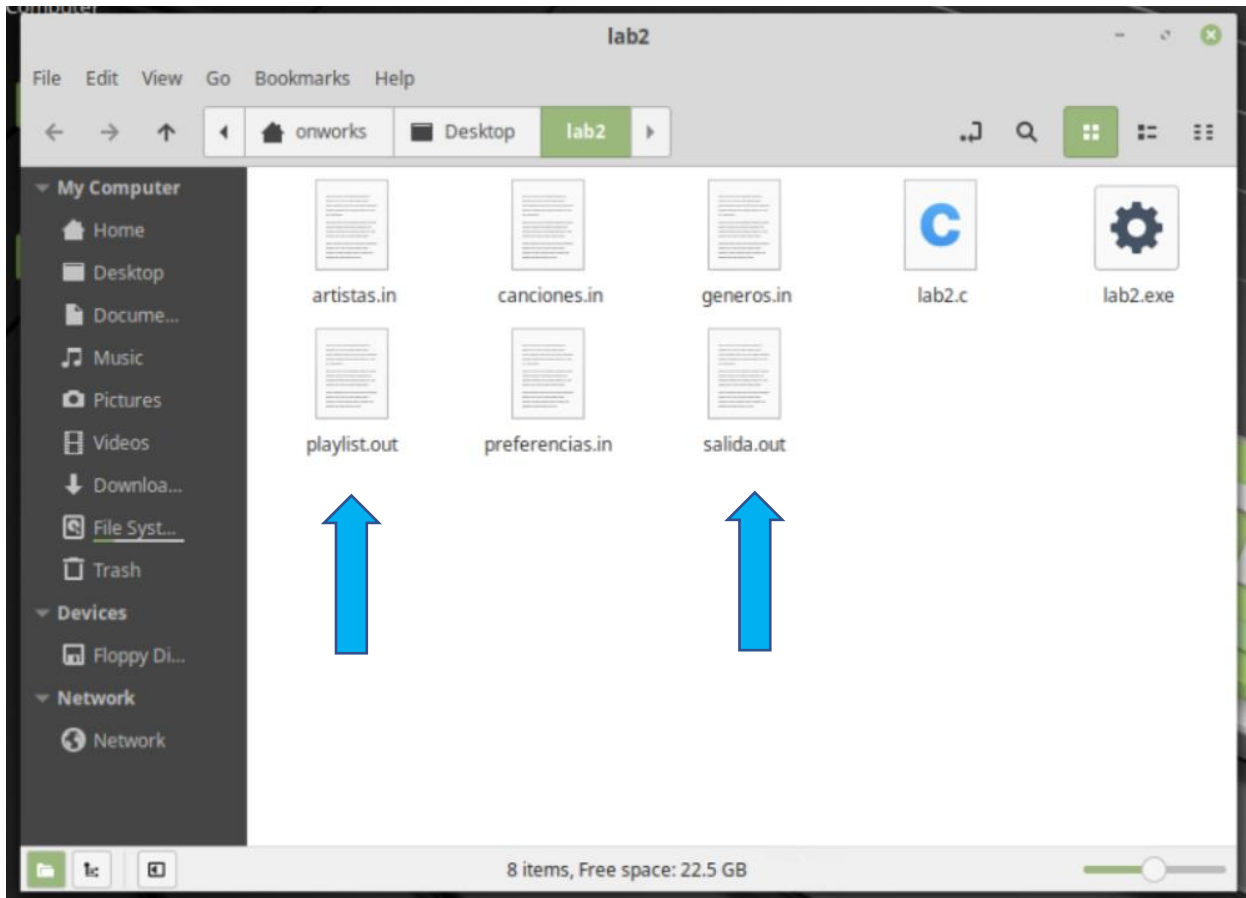 Computer
lab2
File Edit View Go Bookmarks Help
onworks Desktop lab2
My Computer
Home
Desktop
Docume...
Music
Pictures
Videos
Downloa...
File Syst...
Trash
Devices
Floppy Di...
Network
Network
artistas.in canciones.in generos.in lab2.c lab2.exe
playlist.out preferencias.in salida.out
8 items, Free space: 22.5 GB